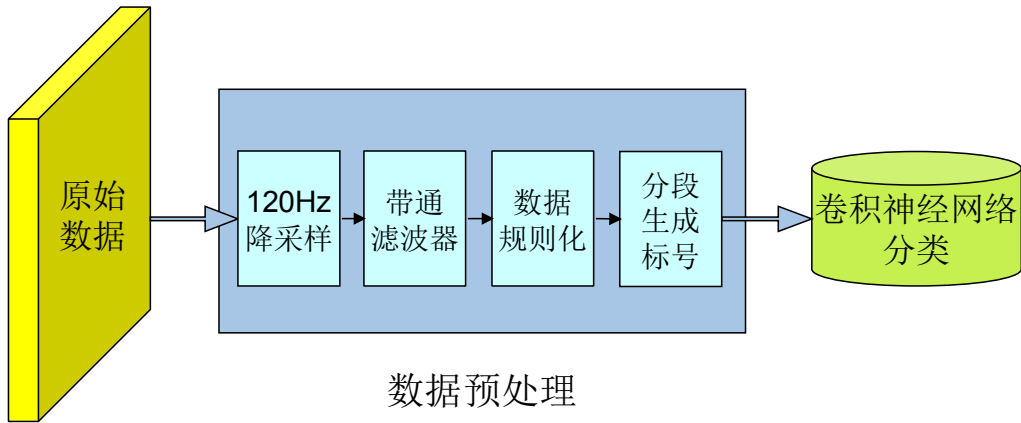 原始
数据
120Hz
降采样
带通
滤波器
数据
规则化
分段
生成
标号
卷积神经网络
分类
数据预处理